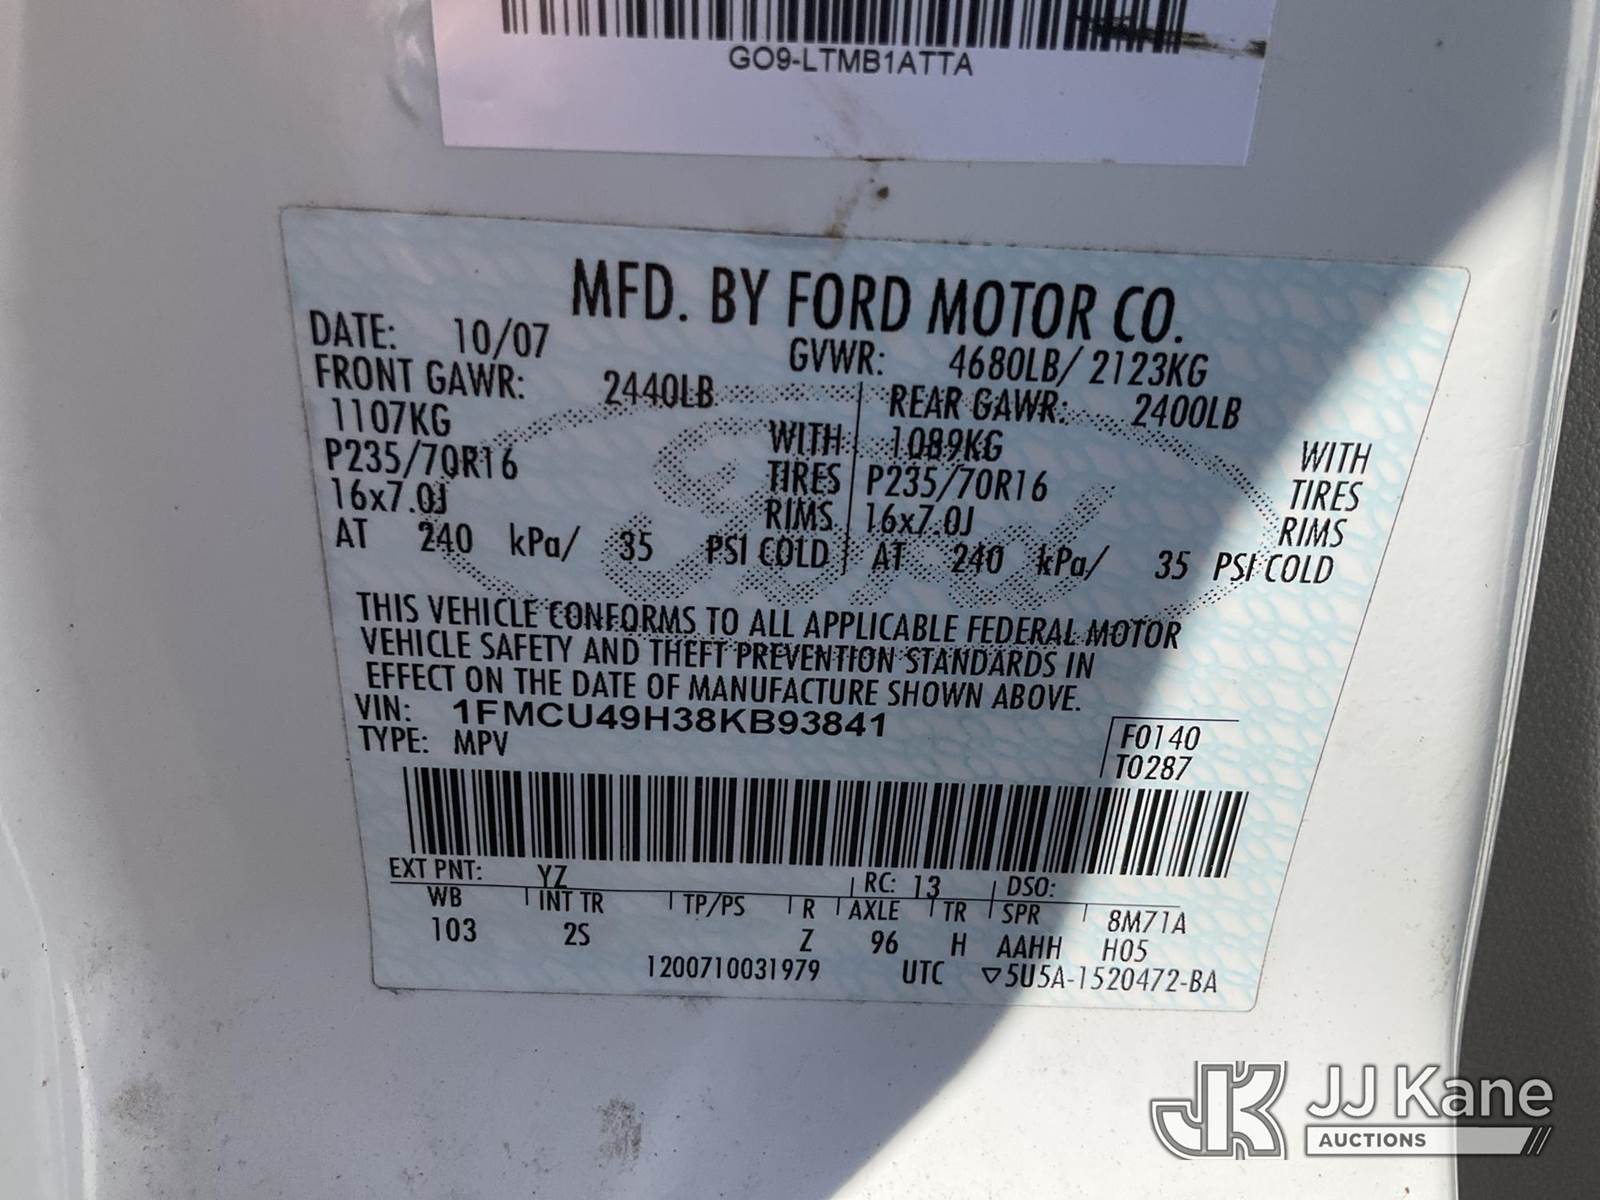 GO9-LTMB1ATTA
MFD. BY FORD MOTOR CO.
DATE: 10/07 GVWR: 4680LB/ 2123KG
FRONT GAWR: 2440LB REAR GAWR: 2400LB
1107KG WITH 1089KG WITH
P235/70R16 TIRES P235/70R16 TIRES
16x7.0J RIMS 16x7.0J RIMS
AT 240 kPa/ 35 PSI COLD AT 240 kPa/ 35 PSI COLD
THIS VEHICLE CONFORMS TO ALL APPLICABLE FEDERAL MOTOR
VEHICLE SAFETY AND THEFT PREVENTION STANDARDS IN
EFFECT ON THE DATE OF MANUFACTURE SHOWN ABOVE.
VIN: 1FMCU49H38KB93841 F0140
TYPE: MPV T0287
EXT PNT: YZ RC: 13 DSO:
WB INT TR TP/PS R AXLE TR SPR 8M71A
103 2S Z 96 H AAHH H05
1200710031979 UTC ▽5U5A-1520472-BA
Ford
JK JJ Kane
AUCTIONS